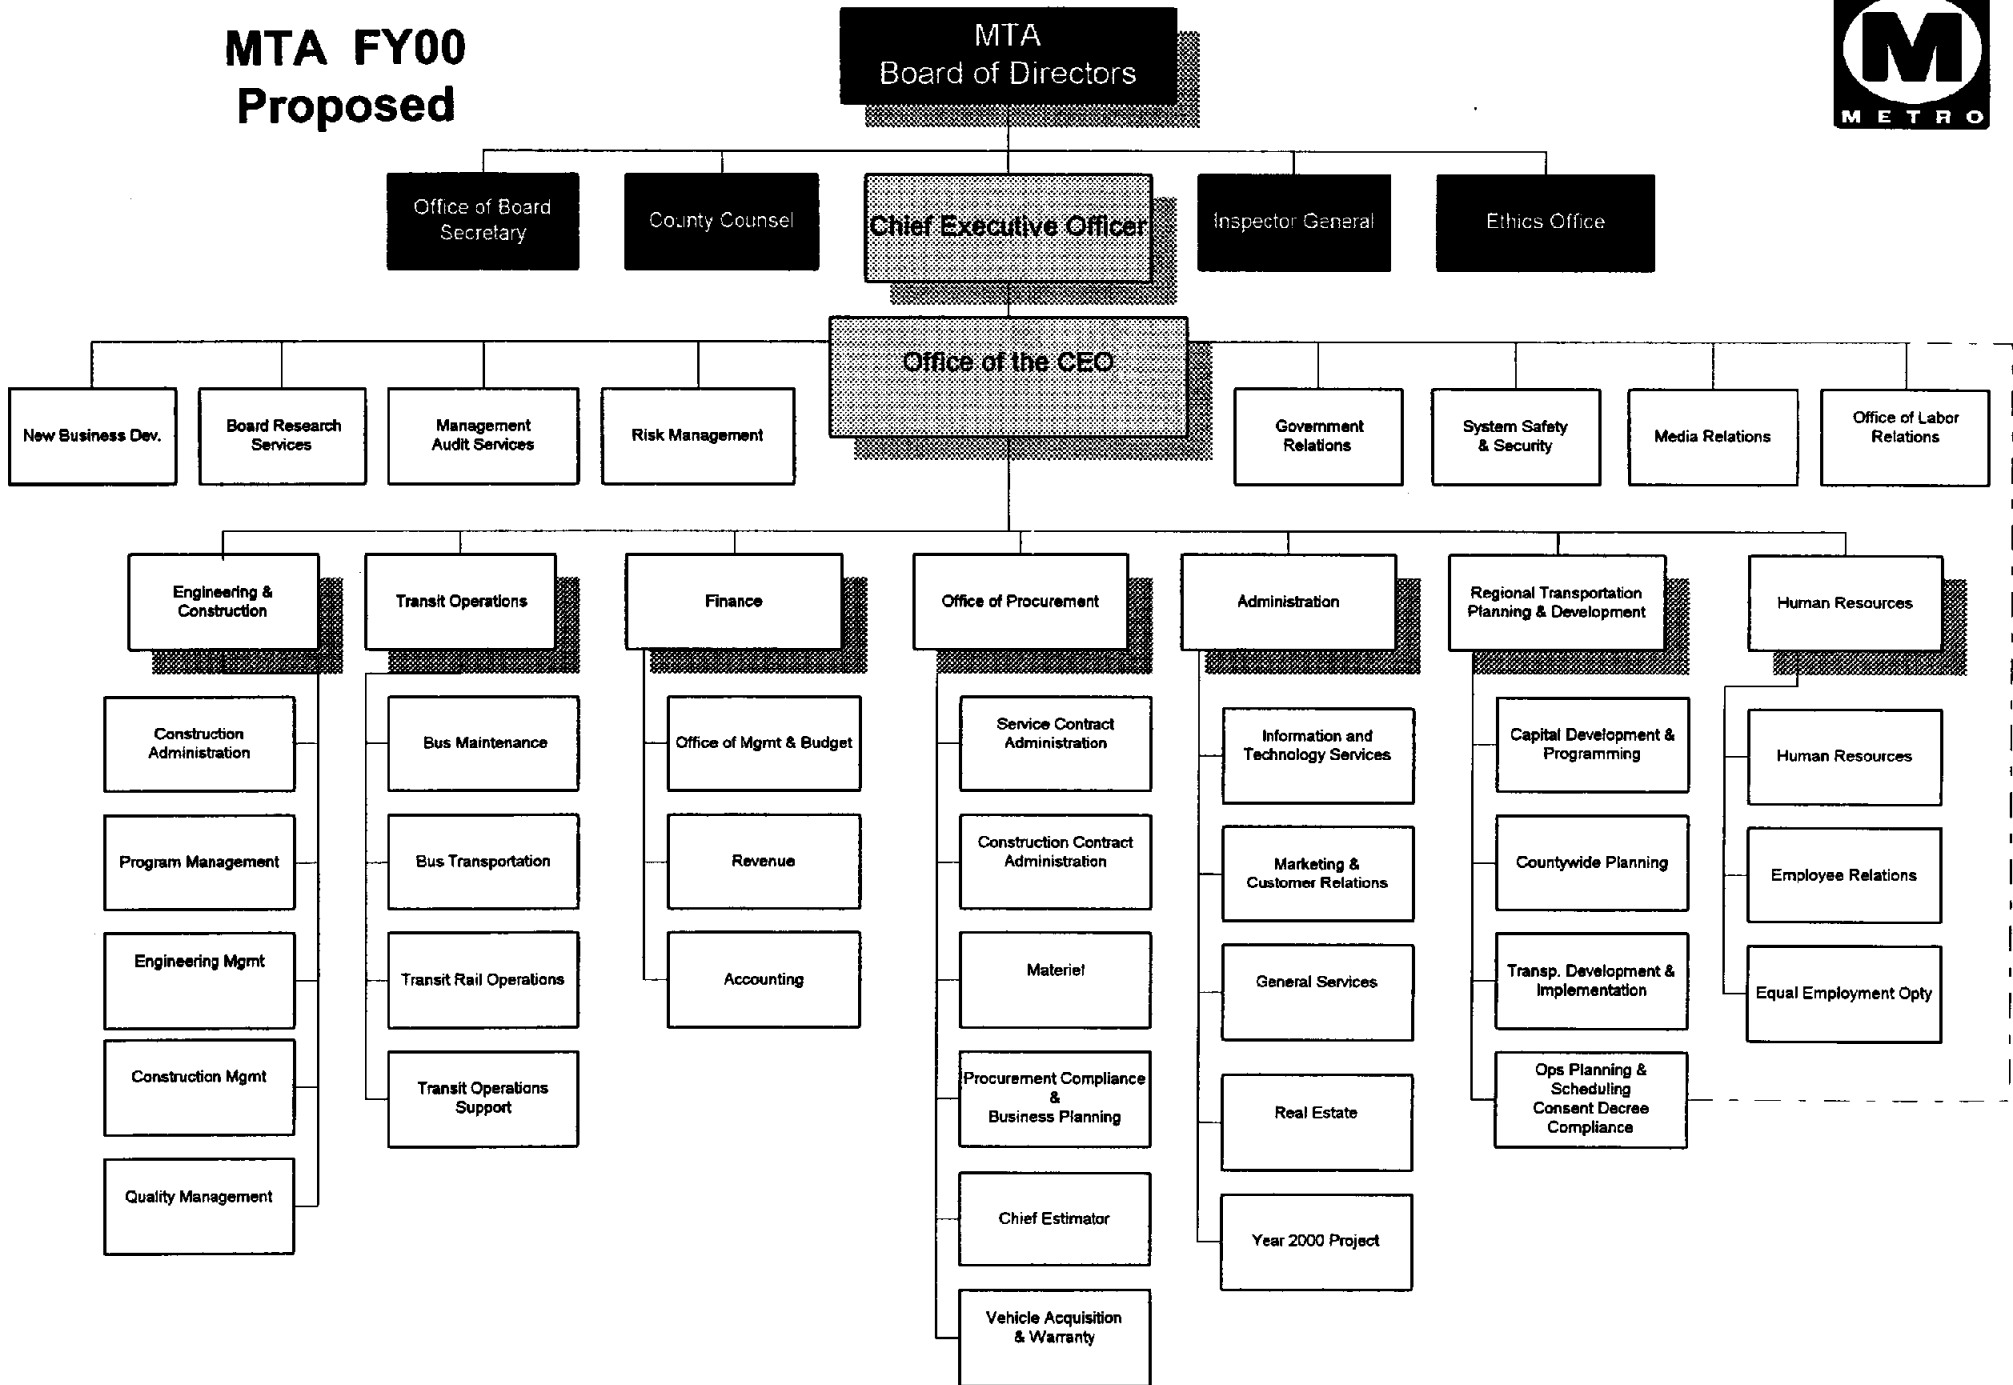 MTA FY00
Proposed
MTA
Board of Directors
M
METRO
Office of Board
Secretary
County Counsel
Chief Executive Officer
Inspector General
Ethics Office
Office of the CEO
New Business Dev.
Board Research
Services
Management
Audit Services
Risk Management
Government
Relations
System Safety
& Security
Media Relations
Office of Labor
Relations
Engineering &
Construction
Transit Operations
Finance
Office of Procurement
Administration
Regional Transportation
Planning & Development
Human Resources
Construction
Administration
Program Management
Engineering Mgmt
Construction Mgmt
Quality Management
Bus Maintenance
Bus Transportation
Transit Rail Operations
Transit Operations
Support
Office of Mgmt & Budget
Revenue
Accounting
Service Contract
Administration
Construction Contract
Administration
Materiel
Procurement Compliance
&
Business Planning
Chief Estimator
Vehicle Acquisition
& Warranty
Information and
Technology Services
Marketing &
Customer Relations
General Services
Real Estate
Year 2000 Project
Capital Development &
Programming
Countywide Planning
Transp. Development &
Implementation
Ops Planning &
Scheduling
Consent Decree
Compliance
Human Resources
Employee Relations
Equal Employment Opty